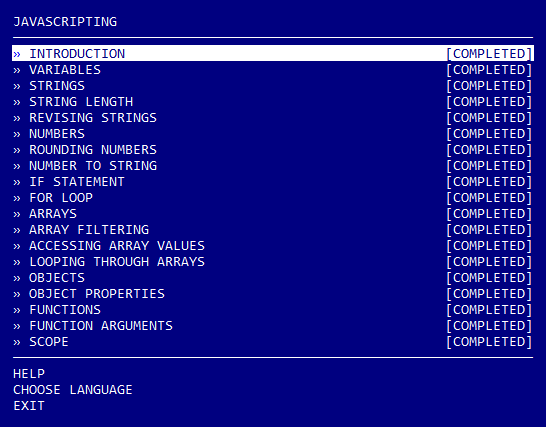 JAVASCRIPTING
» INTRODUCTION [COMPLETED]
» VARIABLES [COMPLETED]
» STRINGS [COMPLETED]
» STRING LENGTH [COMPLETED]
» REVISING STRINGS [COMPLETED]
» NUMBERS [COMPLETED]
» ROUNDING NUMBERS [COMPLETED]
» NUMBER TO STRING [COMPLETED]
» IF STATEMENT [COMPLETED]
» FOR LOOP [COMPLETED]
» ARRAYS [COMPLETED]
» ARRAY FILTERING [COMPLETED]
» ACCESSING ARRAY VALUES [COMPLETED]
» LOOPING THROUGH ARRAYS [COMPLETED]
» OBJECTS [COMPLETED]
» OBJECT PROPERTIES [COMPLETED]
» FUNCTIONS [COMPLETED]
» FUNCTION ARGUMENTS [COMPLETED]
» SCOPE [COMPLETED]
HELP
CHOOSE LANGUAGE
EXIT